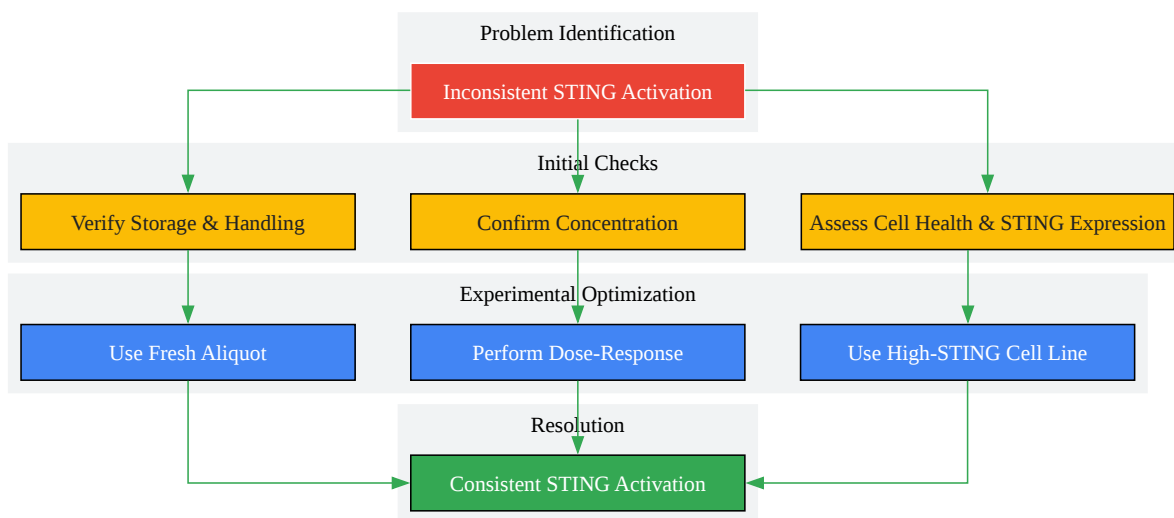 Problem Identification
Inconsistent STING Activation
Initial Checks
Verify Storage & Handling
Confirm Concentration
Assess Cell Health & STING Expression
Experimental Optimization
Use Fresh Aliquot
Perform Dose-Response
Use High-STING Cell Line
Resolution
Consistent STING Activation